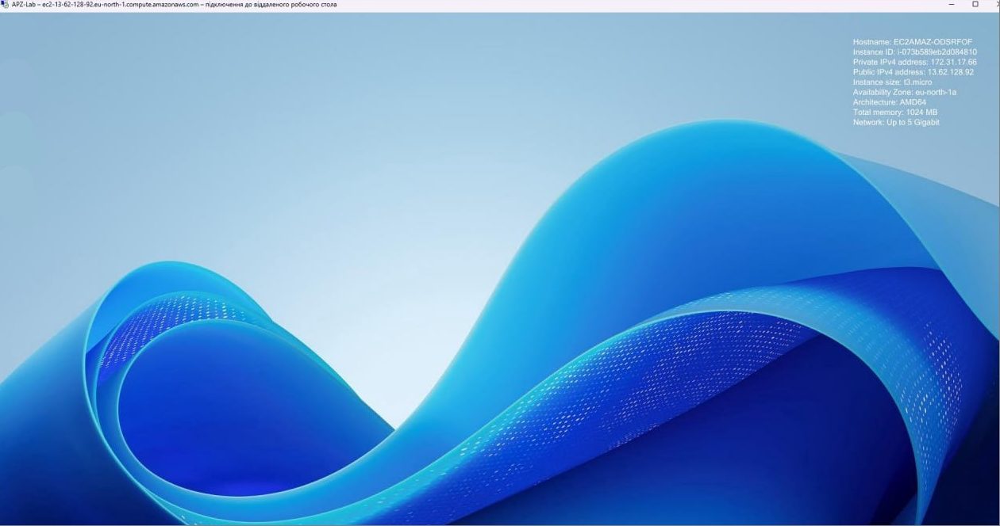 APZ-Lab – ec2-13-62-128-92.eu-north-1.compute.amazonaws.com – підключення до віддаленого робочого стола
Hostname: EC2AMAZ-ODSRFOF
Instance ID: i-073b589eb2d084810
Private IPv4 address: 172.31.17.66
Public IPv4 address: 13.62.128.92
Instance size: t3.micro
Availability Zone: eu-north-1a
Architecture: AMD64
Total memory: 1024 MB
Network: Up to 5 Gigabit